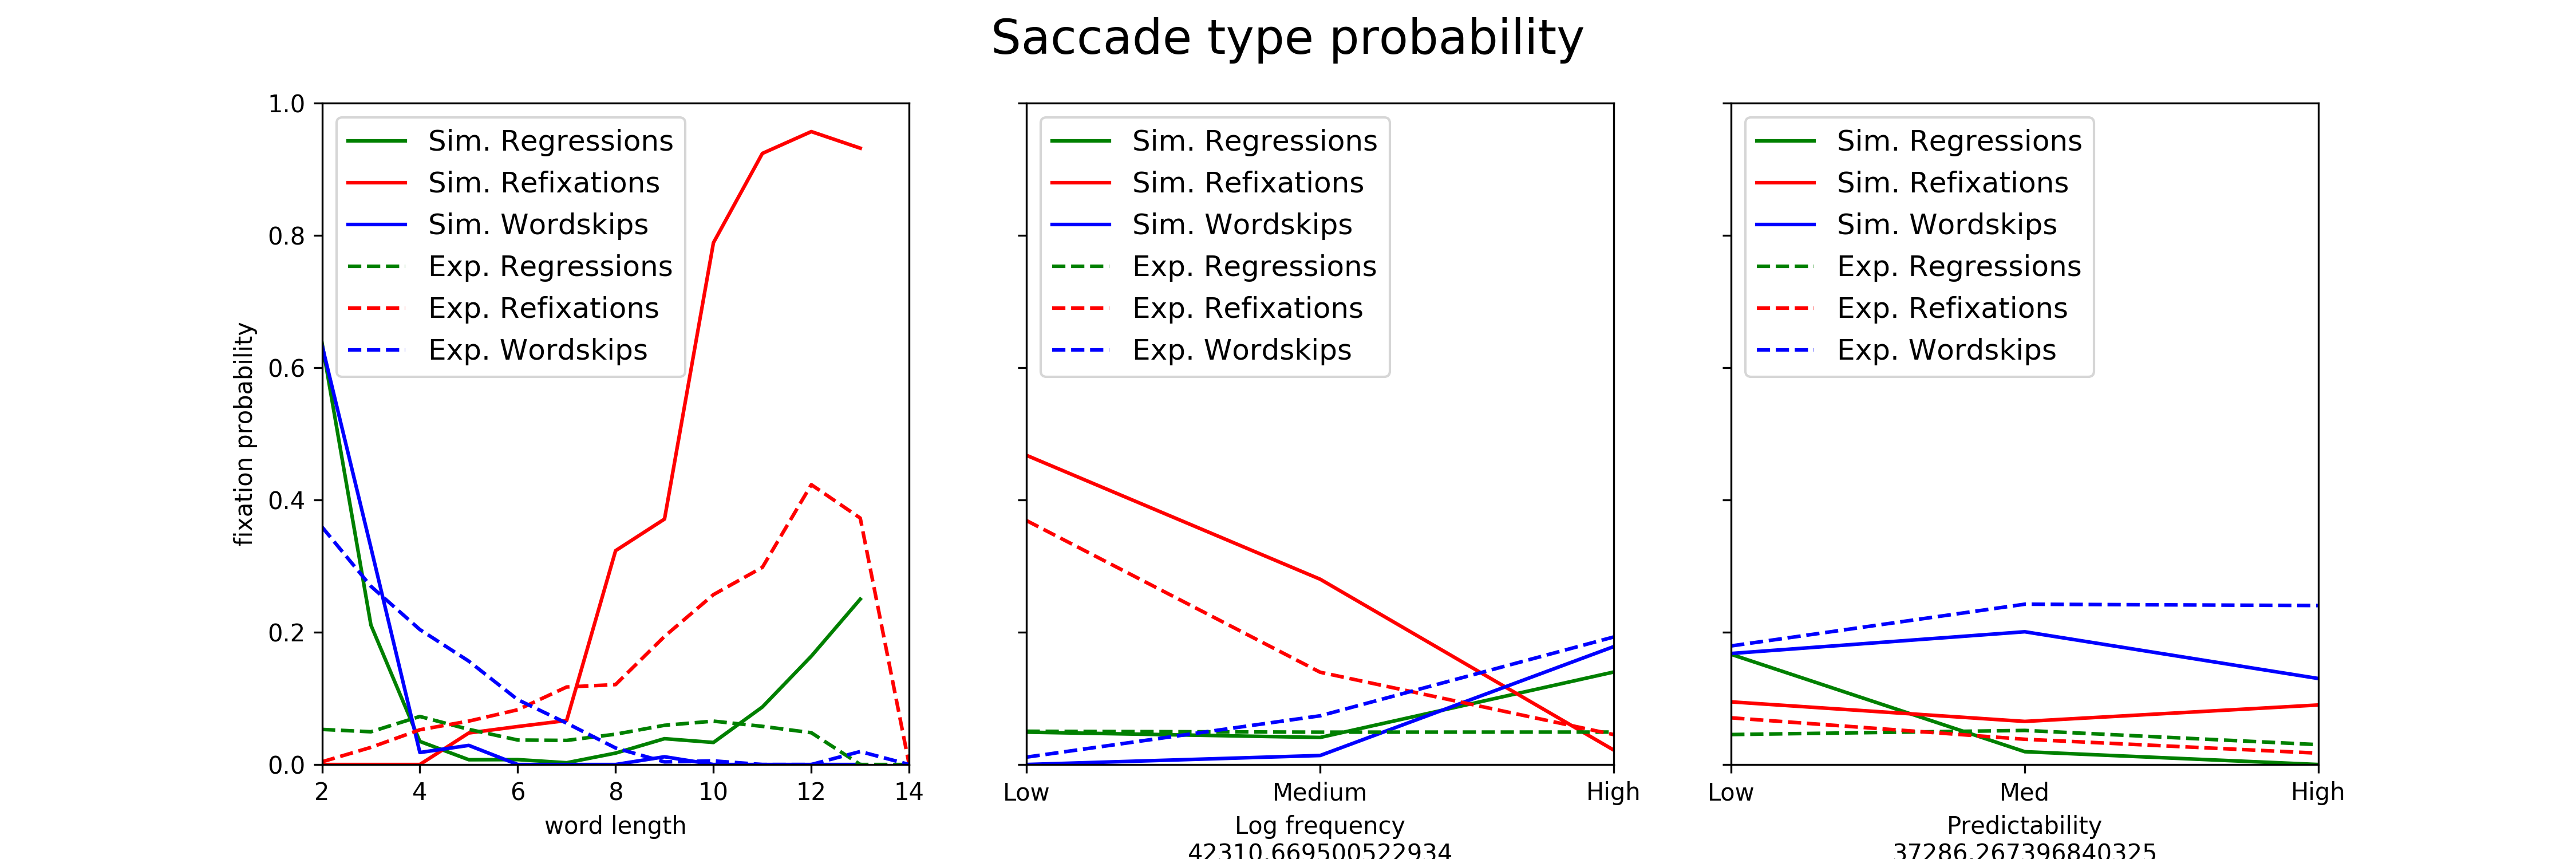 Saccade type probability
fixation probability
1.0
0.8
0.6
0.4
0.2
0.0
2 4 6 8 10 12 14
word length
Sim. Regressions
Sim. Refixations
Sim. Wordskips
Exp. Regressions
Exp. Refixations
Exp. Wordskips
Sim. Regressions
Sim. Refixations
Sim. Wordskips
Exp. Regressions
Exp. Refixations
Exp. Wordskips
Low Medium High
Log frequency
42310.669500522934
Sim. Regressions
Sim. Refixations
Sim. Wordskips
Exp. Regressions
Exp. Refixations
Exp. Wordskips
Low Med High
Predictability
37286.267396840325